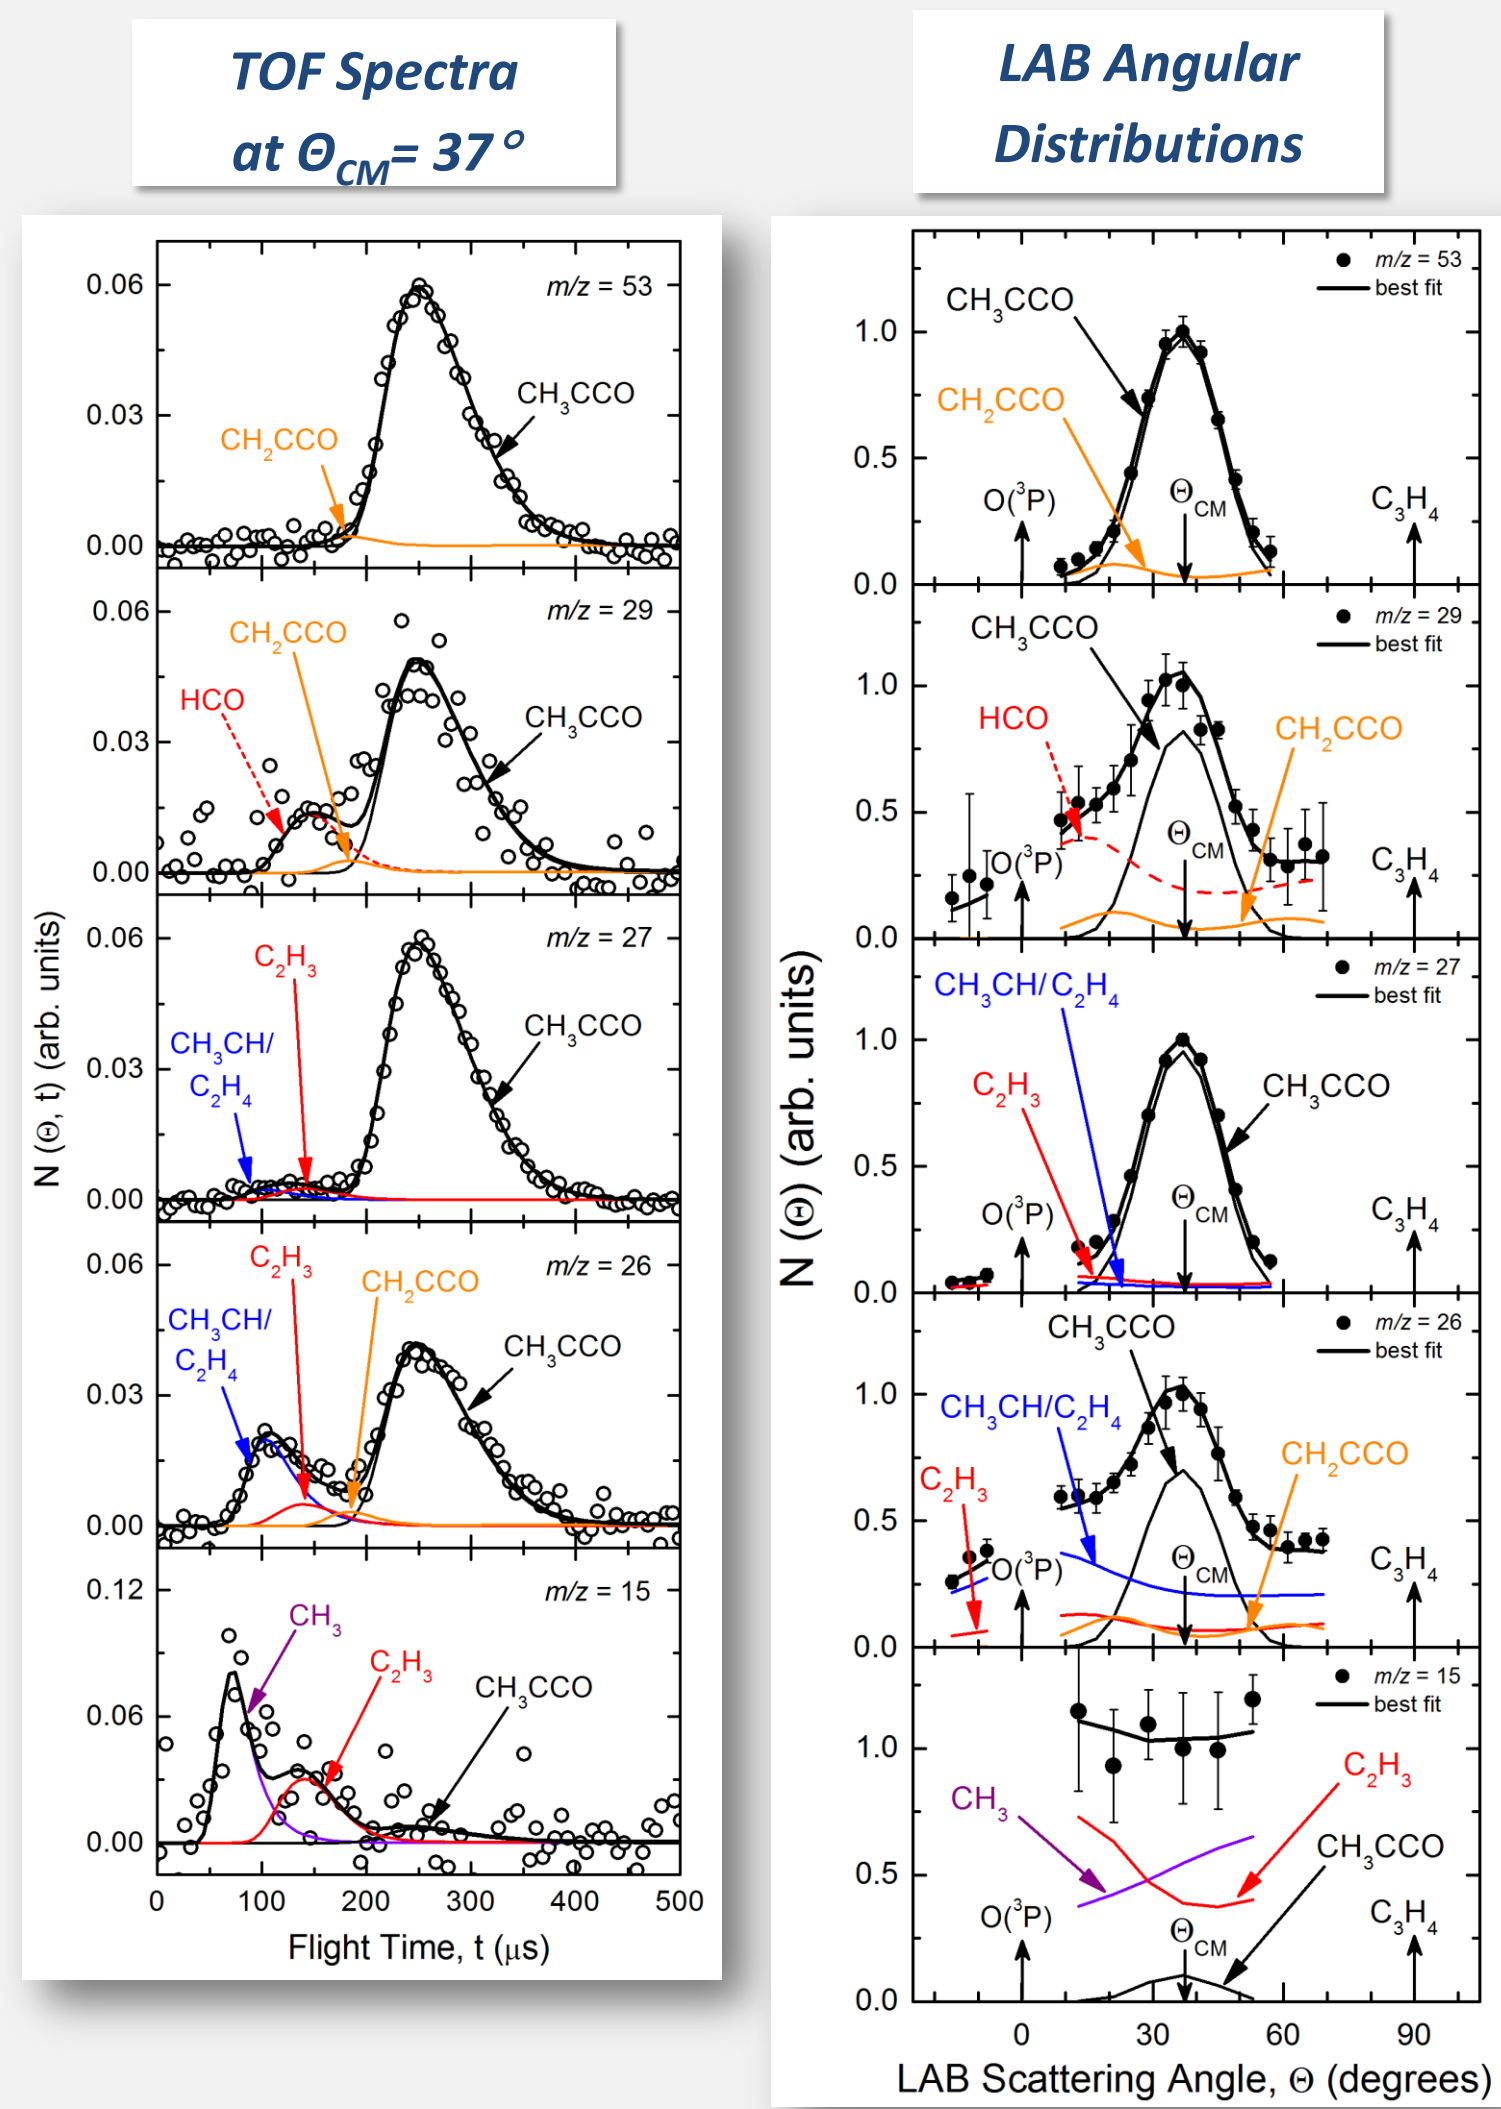 TOF Spectra
at ΘCM= 37°
LAB Angular
Distributions
N (Θ, t) (arb. units)
0.06
0.03
0.00
m/z = 53
CH2CCO
CH3CCO
0.06
0.03
0.00
m/z = 29
CH2CCO
HCO
CH3CCO
0.06
0.03
0.00
m/z = 27
C2H3
CH3CH/
C2H4
CH3CCO
0.06
0.03
0.00
m/z = 26
C2H3
CH2CCO
CH3CH/
C2H4
CH3CCO
0.12
0.06
0.00
m/z = 15
CH3
C2H3
CH3CCO
0 100 200 300 400 500
Flight Time, t (μs)
N (Θ) (arb. units)
m/z = 53
best fit
CH3CCO
1.0
CH2CCO
0.5
O(3P)
ΘCM
C3H4
0.0
m/z = 29
best fit
CH3CCO
1.0
HCO
CH2CCO
0.5
ΘCM
O(3P)
C3H4
0.0
m/z = 27
best fit
CH3CH/C2H4
1.0
C2H3
CH3CCO
0.5
O(3P)
ΘCM
C3H4
0.0
m/z = 26
best fit
CH3CCO
1.0
CH3CH/C2H4
C2H3
CH2CCO
0.5
O(3P)
ΘCM
C3H4
0.0
m/z = 15
best fit
1.0
CH3
C2H3
0.5
CH3CCO
O(3P)
ΘCM
C3H4
0.0
0 30 60 90
LAB Scattering Angle, Θ (degrees)